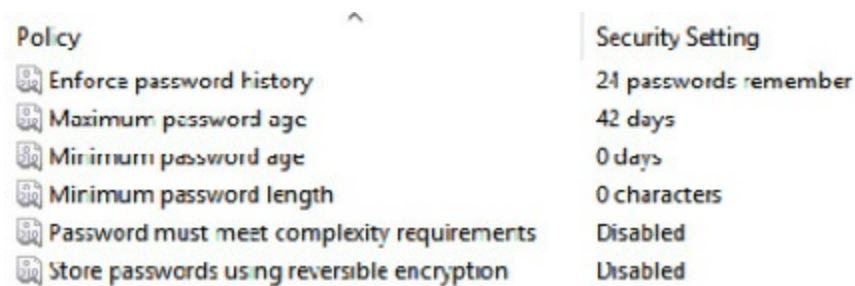 Policy Security Setting
Enforce password history 24 passwords remember
Maximum password age 42 days
Minimum password age 0 days
Minimum password length 0 characters
Password must meet complexity requirements Disabled
Store passwords using reversible encryption Disabled